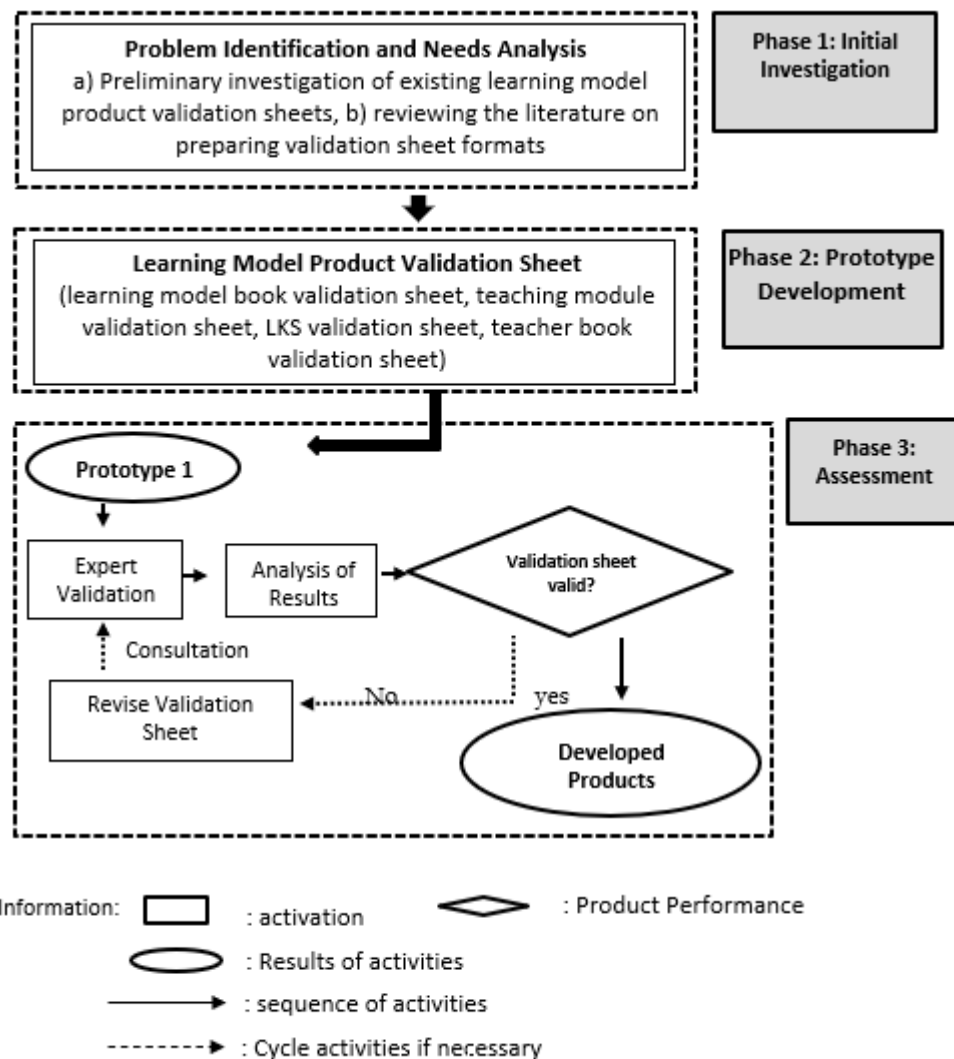 Problem Identification and Needs Analysis
a) Preliminary investigation of existing learning model
product validation sheets, b) reviewing the literature on
preparing validation sheet formats
Phase 1: Initial
Investigation
Learning Model Product Validation Sheet
(learning model book validation sheet, teaching module
validation sheet, LKS validation sheet, teacher book
validation sheet)
Phase 2: Prototype
Development
Phase 3:
Assessment
Prototype 1
Expert
Validation
Analysis of
Results
Validation sheet
valid?
Consultation
Revise Validation
Sheet
No
yes
Developed
Products
Information:
: activation
: Product Performance
: Results of activities
: sequence of activities
: Cycle activities if necessary